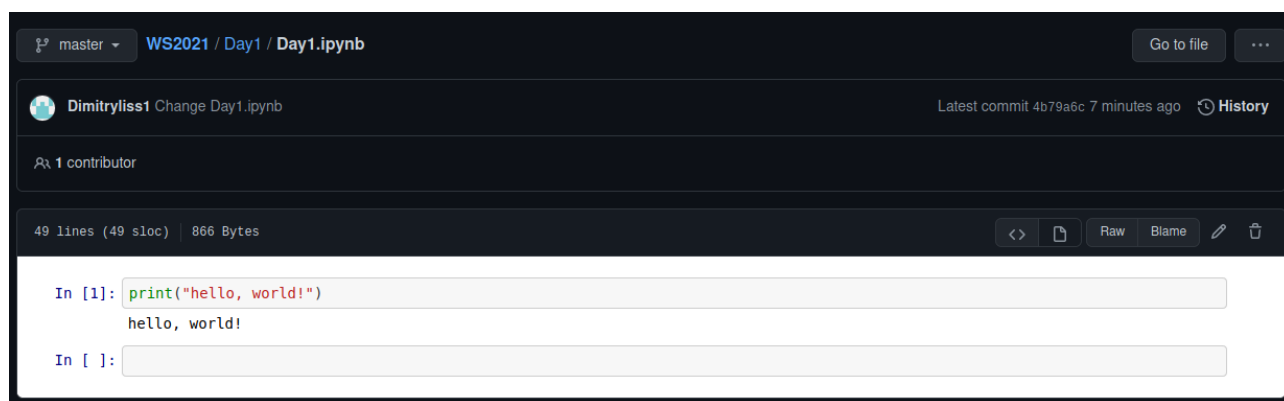 master WS2021 / Day1 / Day1.ipynb Go to file ...
Dimitryliss1 Change Day1.ipynb Latest commit 4b79a6c 7 minutes ago History
1 contributor
49 lines (49 sloc) 866 Bytes <> Raw Blame
In [1]: print("hello, world!")
hello, world!
In [ ]: